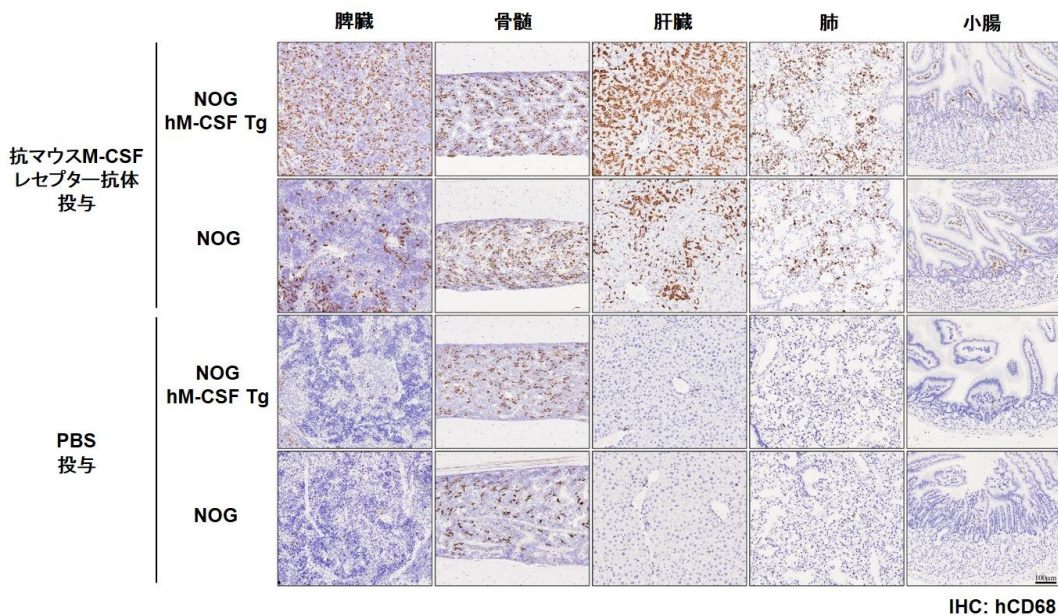 脾臓
骨髄
肝臓
肺
小腸
抗マウスM-CSF
レセプター抗体
投与
NOG
hM-CSF Tg
NOG
PBS
投与
NOG
hM-CSF Tg
NOG
100μm
IHC: hCD68